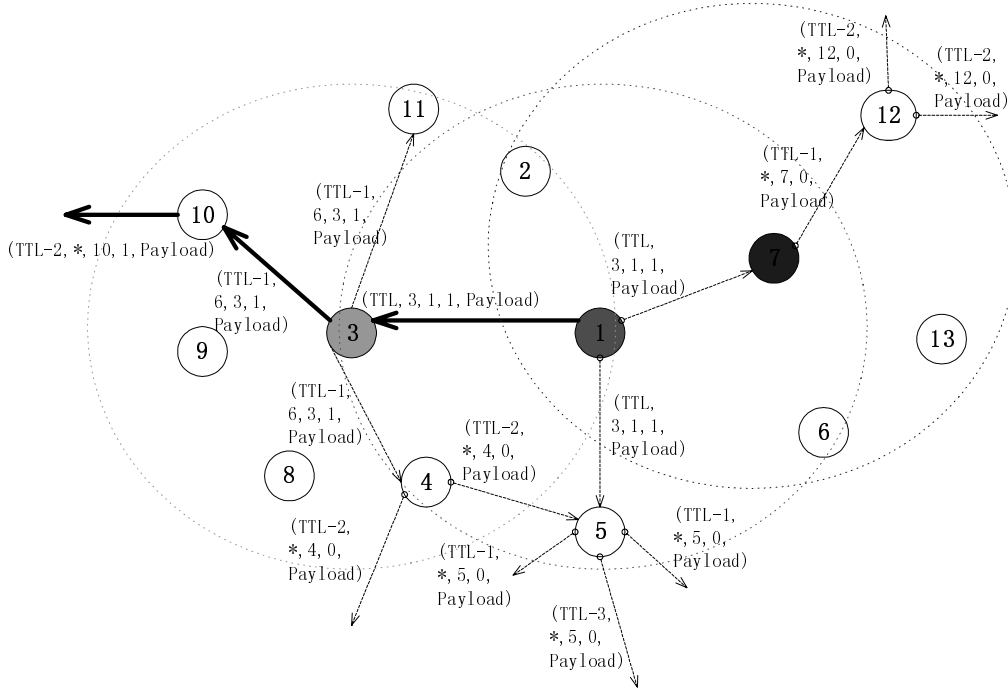 (TTL-2,
*,12,0,
Payload)
(TTL-2,
*,12,0,
Payload)
11
12
2
(TTL-1,
*,7,0,
Payload)
(TTL-1,
6,3,1,
Payload)
10
(TTL-2,*,10,1,Payload)
(TTL,
3,1,1,
Payload)
7
(TTL-1,
6,3,1,
Payload)
(TTL,3,1,1,Payload)
3
1
9
13
(TTL-1,
6,3,1,
Payload)
(TTL,
3,1,1,
Payload)
6
(TTL-2,
*,4,0,
Payload)
8
4
(TTL-2,
*,4,0,
Payload)
5
(TTL-1,
*,5,0,
Payload)
(TTL-1,
*,5,0,
Payload)
(TTL-3,
*,5,0,
Payload)